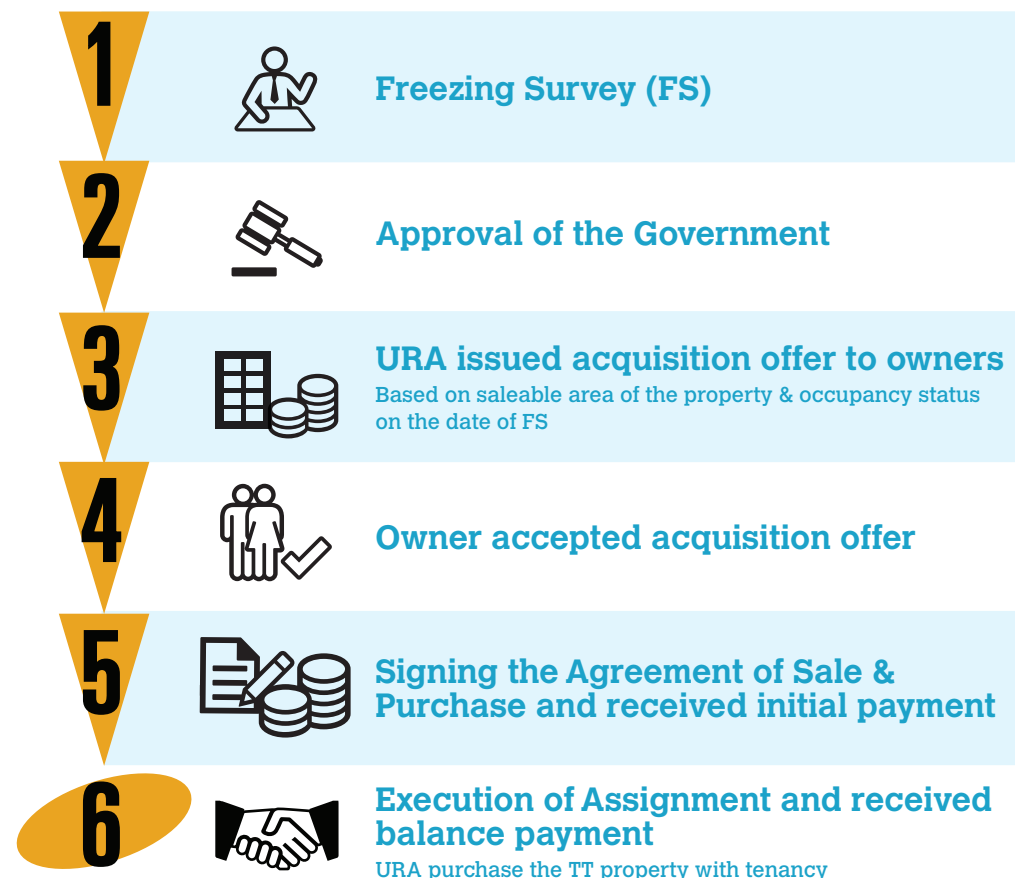 1
Freezing Survey (FS)
2
Approval of the Government
3
URA issued acquisition offer to owners
Based on saleable area of the property & occupancy status
on the date of FS
4
Owner accepted acquisition offer
5
Signing the Agreement of Sale &
Purchase and received initial payment
6
Execution of Assignment and received
balance payment
URA purchase the TT property with tenancy